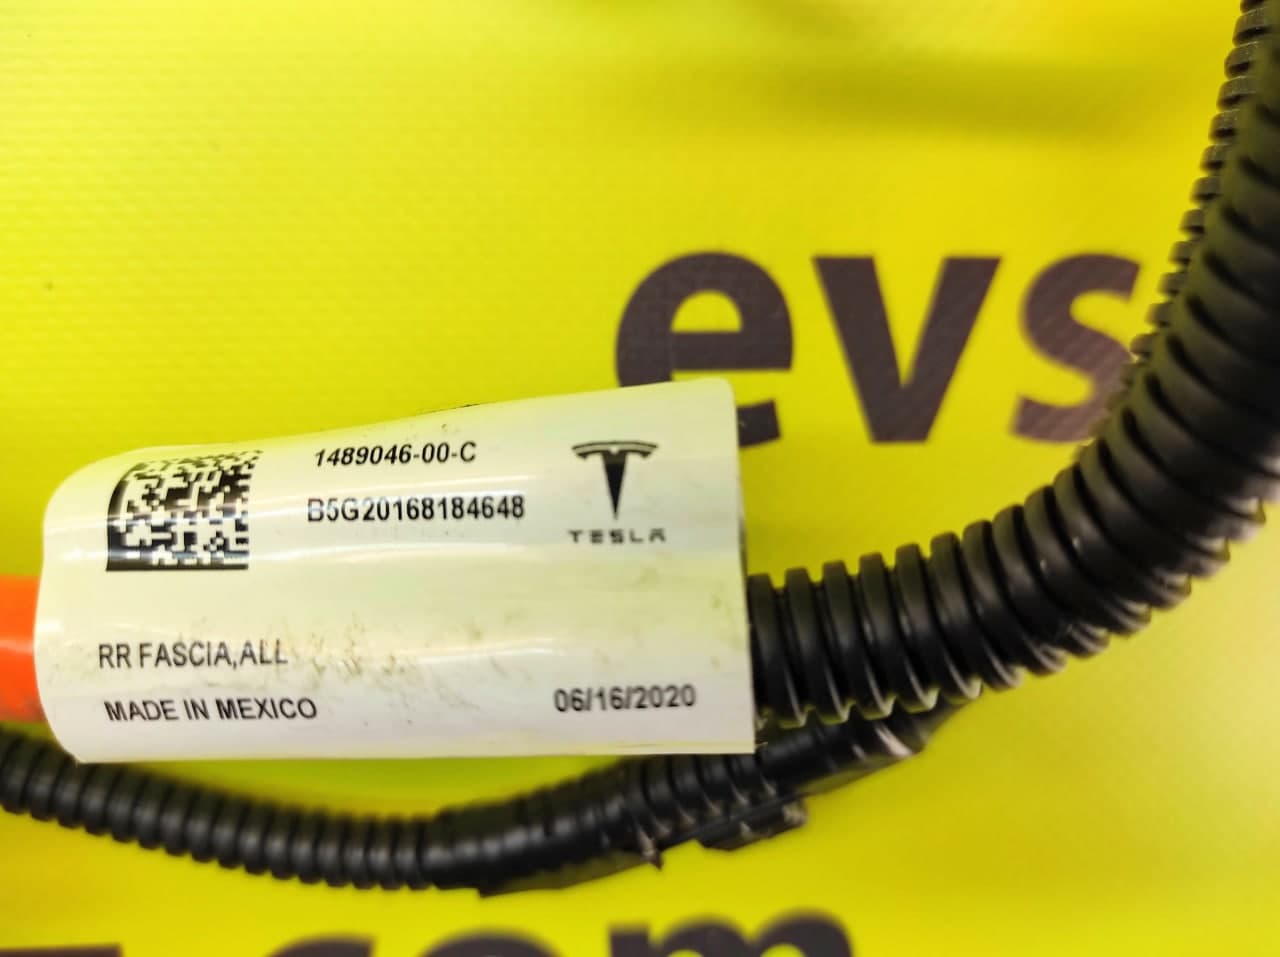 evs
1489046-00-C
B5G20168184648
TESLA
RR FASCIA,ALL
MADE IN MEXICO
06/16/2020